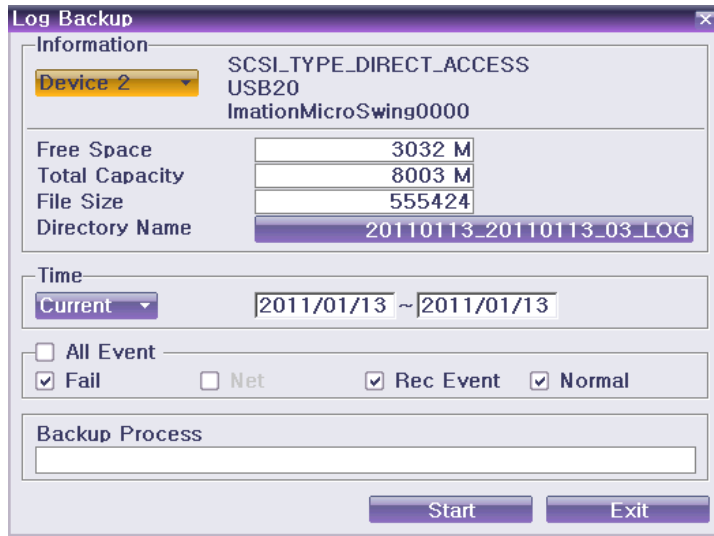 Log Backup
Information
Device 2
SCSI_TYPE_DIRECT_ACCESS
USB20
ImationMicroSwing0000
Free Space 3032 M
Total Capacity 8003 M
File Size 555424
Directory Name 20110113_20110113_03_LOG
Time
Current 2011/01/13 ~ 2011/01/13
All Event
Fail Net Rec Event Normal
Backup Process
Start Exit